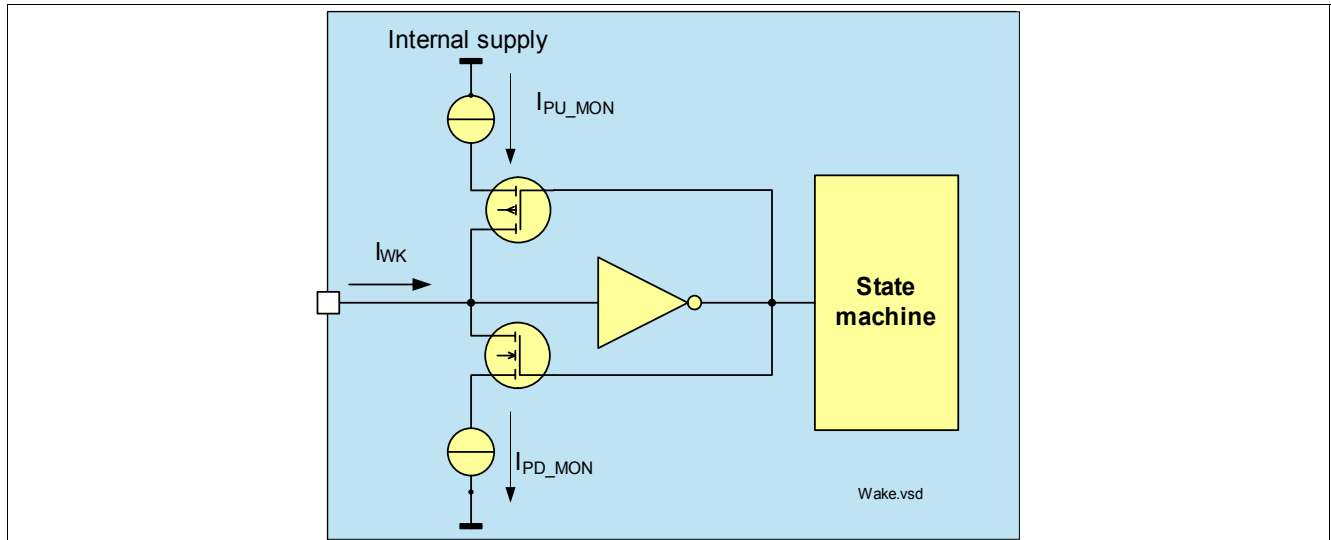 Internal supply
IPU_MON
IWK
State
machine
IPD_MON
Wake.vsd